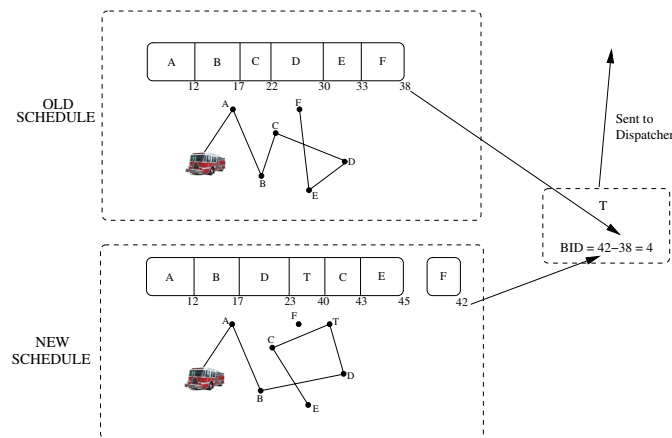 A B C D E F
12 17 22 30 33 38
OLD
SCHEDULE
A
F
C
D
B
E
Sent to
Dispatcher
T
BID = 42−38 = 4
A B D T C E F
12 17 23 40 43 45 42
NEW
SCHEDULE
A
F
T
C
D
B
E